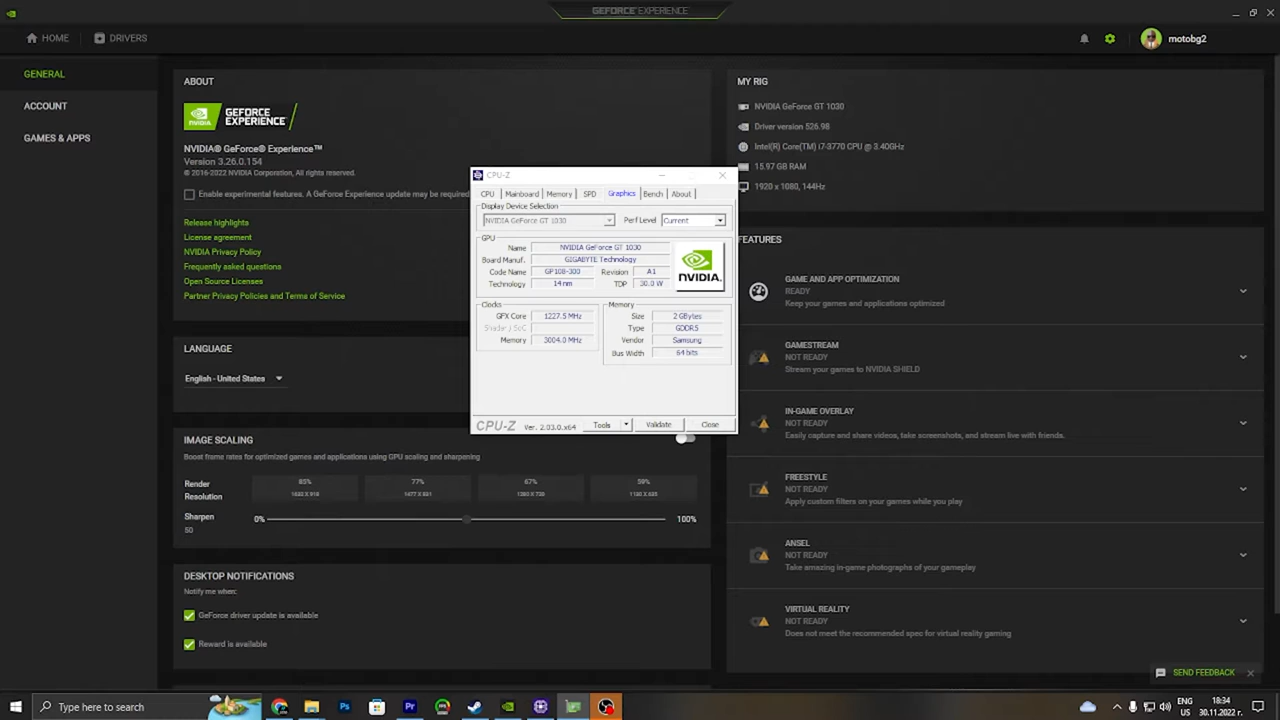 GEFORCE EXPERIENCE
HOME
DRIVERS
motobg2
GENERAL
ACCOUNT
GAMES & APPS
ABOUT
GEFORCE
EXPERIENCE
NVIDIA
NVIDIA® GeForce® Experience™
Version 3.26.0.154
© 2016-2022 NVIDIA Corporation, All rights reserved.
Enable experimental features. A GeForce Experience update may be required
Release highlights
License agreement
NVIDIA Privacy Policy
Frequently asked questions
Open Source Licenses
Partner Privacy Policies and Terms of Service
LANGUAGE
English - United States
IMAGE SCALING
Boost frame rates for optimized games and applications using GPU scaling and sharpening
Render
Resolution
85%
77%
67%
59%
Sharpen
50
0%
100%
DESKTOP NOTIFICATIONS
Notify me when:
GeForce driver update is available
Reward is available
CPU-Z
CPU Mainboard Memory SPD Graphics Bench About
Display Device Selection
NVIDIA GeForce GT 1030
Perf Level
Current
GPU
Name NVIDIA GeForce GT 1030
Board Manuf. GIGABYTE Technology
Code Name GP108-300 Revision A1
Technology 14 nm TDP 30.0 W
NVIDIA.
Clocks
GFX Core 1227.5 MHz
Shader / SoC
Memory 3004.0 MHz
Memory
Size 2 GBytes
Type GDDR5
Vendor Samsung
Bus Width 64 bits
CPU-Z Ver. 2.03.0.x64 Tools Validate Close
MY RIG
NVIDIA GeForce GT 1030
Driver version 526.98
Intel(R) Core(TM) i7-3770 CPU @ 3.40GHz
15.97 GB RAM
1920 x 1080, 144Hz
FEATURES
GAME AND APP OPTIMIZATION
READY
Keep your games and applications optimized
GAMESTREAM
NOT READY
Stream your games to NVIDIA SHIELD
IN-GAME OVERLAY
NOT READY
Easily capture and share videos, take screenshots, and stream live with friends.
FREESTYLE
NOT READY
Apply custom filters on your games while you play
ANSEL
NOT READY
Take amazing in-game photographs of your gameplay
VIRTUAL REALITY
NOT READY
Does not meet the recommended spec for virtual reality gaming
SEND FEEDBACK
Type here to search
Ps
Pr
ENG
US
18:34
30.11.2022 г.